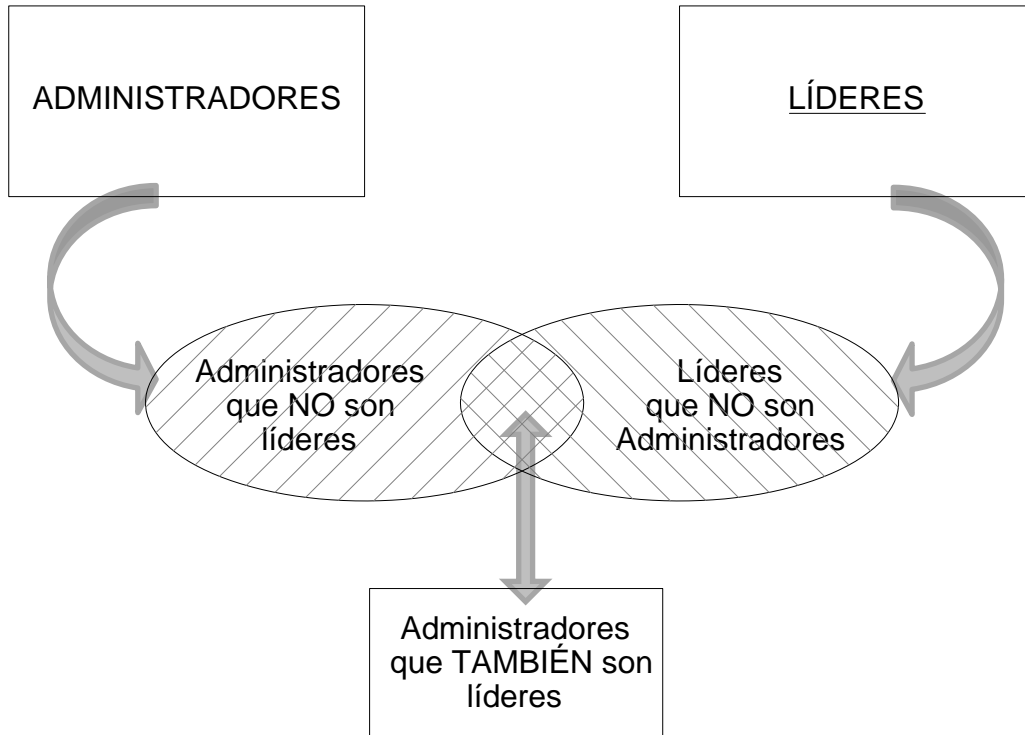 ADMINISTRADORES
LÍDERES
Administradores
que NO son
líderes
Líderes
que NO son
Administradores
Administradores
que TAMBIÉN son
líderes